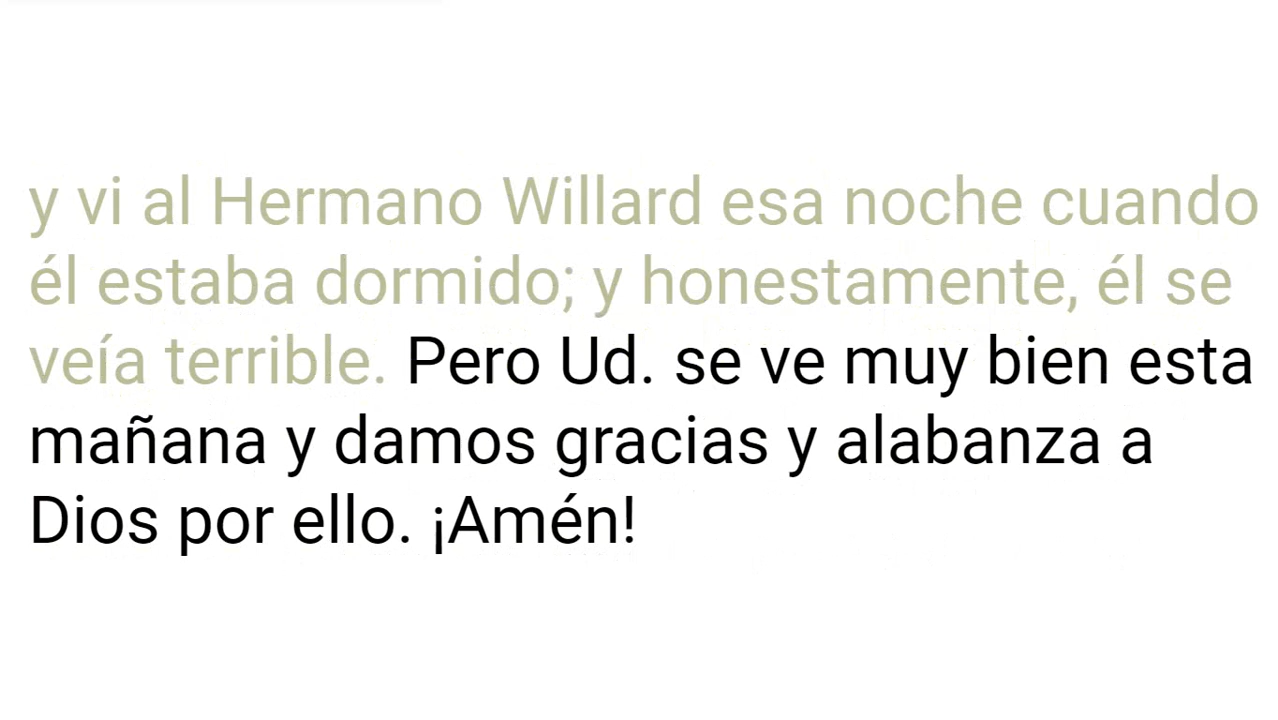 y vi al Hermano Willard esa noche cuando
él estaba dormido; y honestamente, él se
veía terrible. Pero Ud. se ve muy bien esta
mañana y damos gracias y alabanza a
Dios por ello. ¡Amén!